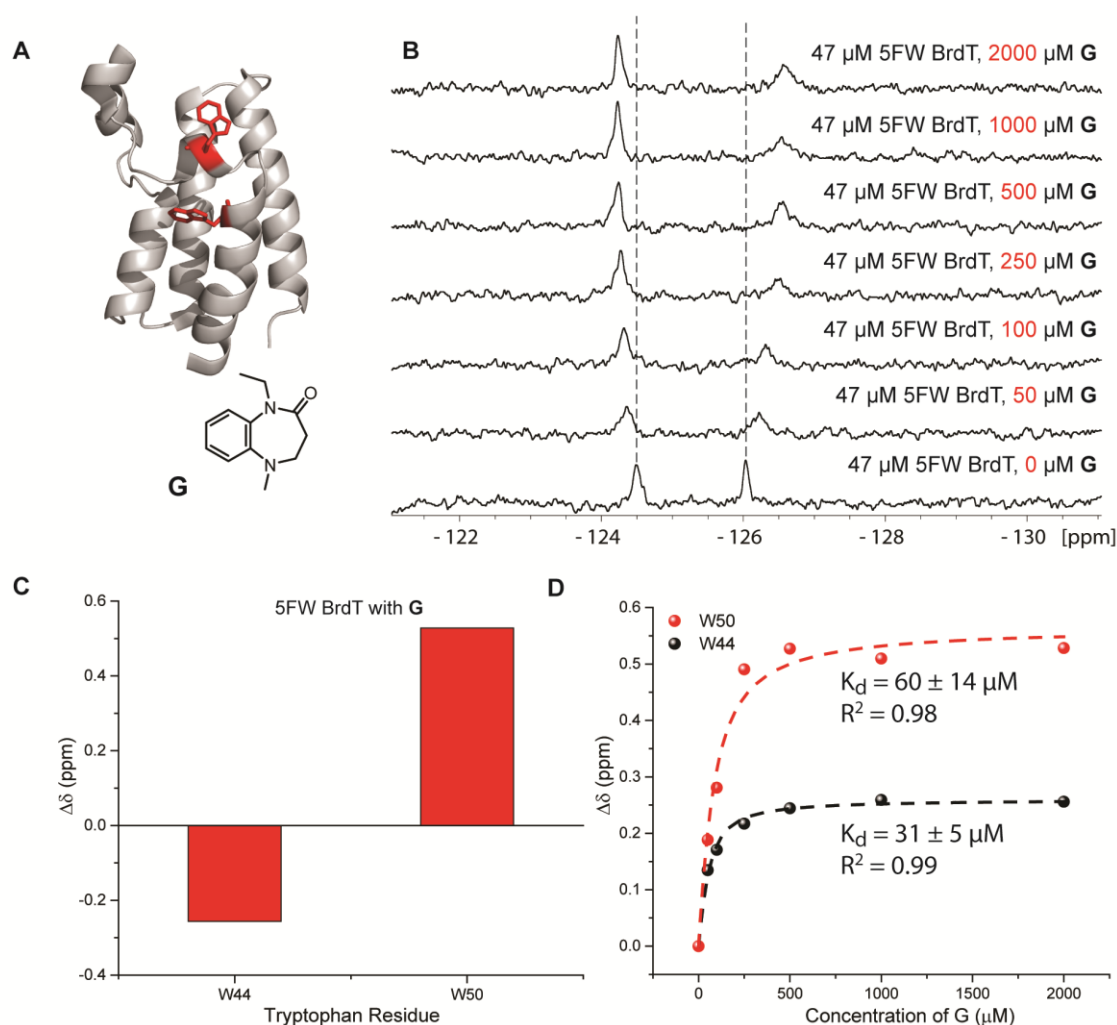 A
B
47 µM 5FW BrdT, 2000 µM G
47 µM 5FW BrdT, 1000 µM G
47 µM 5FW BrdT, 500 µM G
47 µM 5FW BrdT, 250 µM G
47 µM 5FW BrdT, 100 µM G
47 µM 5FW BrdT, 50 µM G
47 µM 5FW BrdT, 0 µM G
- 122 - 124 - 126 - 128 - 130 [ppm]
N
O
N
G
C
5FW BrdT with G
0.6
0.4
0.2
0.0
-0.2
-0.4
Δδ (ppm)
W44 W50
Tryptophan Residue
D
W50
W44
0.6
0.5
0.4
0.3
0.2
0.1
0.0
Δδ (ppm)
Kd = 60 ± 14 µM
R² = 0.98
Kd = 31 ± 5 µM
R² = 0.99
0 500 1000 1500 2000
Concentration of G (µM)